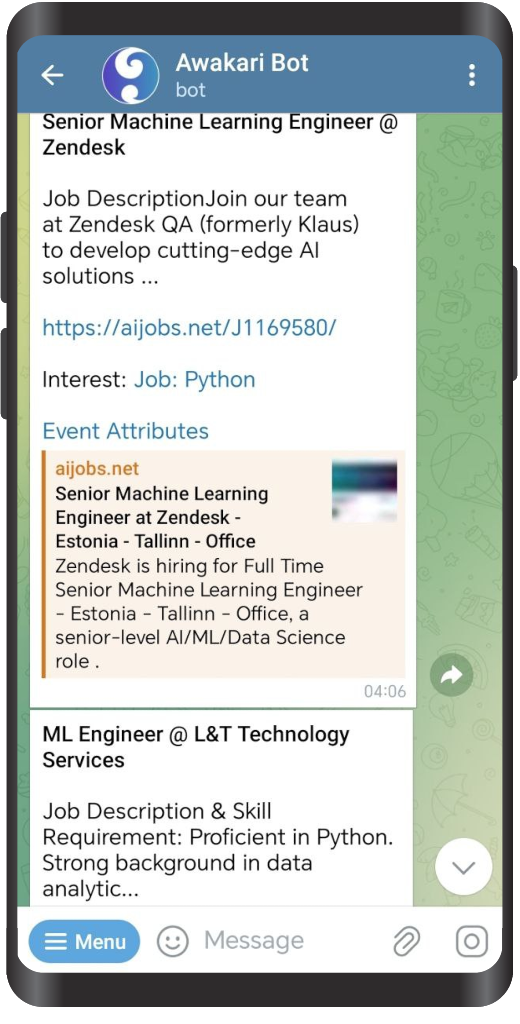 Awakari Bot
bot
Senior Machine Learning Engineer @
Zendesk
Job DescriptionJoin our team
at Zendesk QA (formerly Klaus)
to develop cutting-edge AI
solutions ...
https://aijobs.net/J1169580/
Interest: Job: Python
Event Attributes
aijobs.net
Senior Machine Learning
Engineer at Zendesk -
Estonia - Tallinn - Office
Zendesk is hiring for Full Time
Senior Machine Learning Engineer
- Estonia - Tallinn - Office, a
senior-level AI/ML/Data Science
role .
04:06
ML Engineer @ L&T Technology
Services
Job Description & Skill
Requirement: Proficient in Python.
Strong background in data
analytic...
Menu
Message